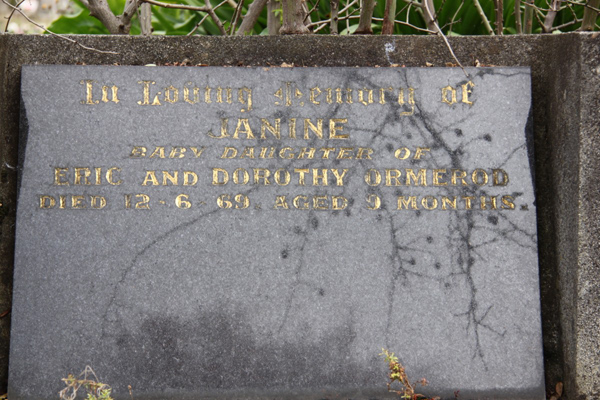 In Loving Memory of
JANINE
BABY DAUGHTER OF
ERIC AND DOROTHY ORMEROD
DIED 12-6-69 AGED 9 MONTHS.